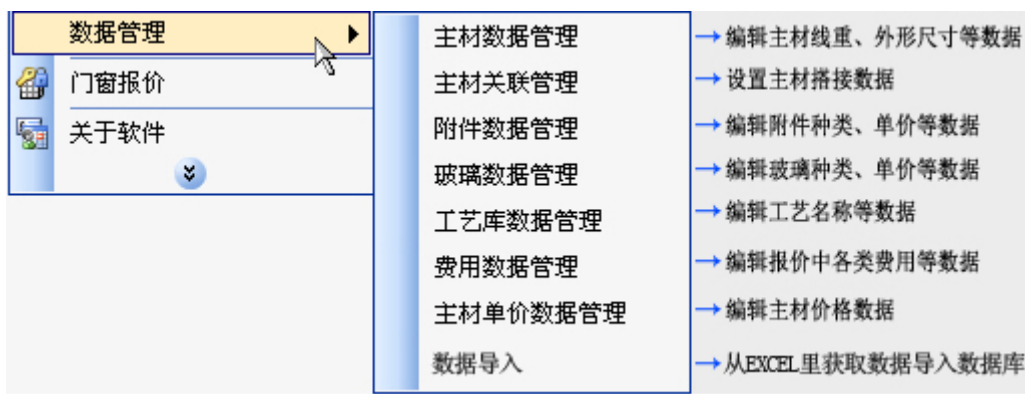 数据管理
门窗报价
关于软件
主材数据管理 → 编辑主材线重、外形尺寸等数据
主材关联管理 → 设置主材搭接数据
附件数据管理 → 编辑附件种类、单价等数据
玻璃数据管理 → 编辑玻璃种类、单价等数据
工艺库数据管理 → 编辑工艺名称等数据
费用数据管理 → 编辑报价中各类费用等数据
主材单价数据管理 → 编辑主材价格数据
数据导入 → 从EXCEL里获取数据导入数据库